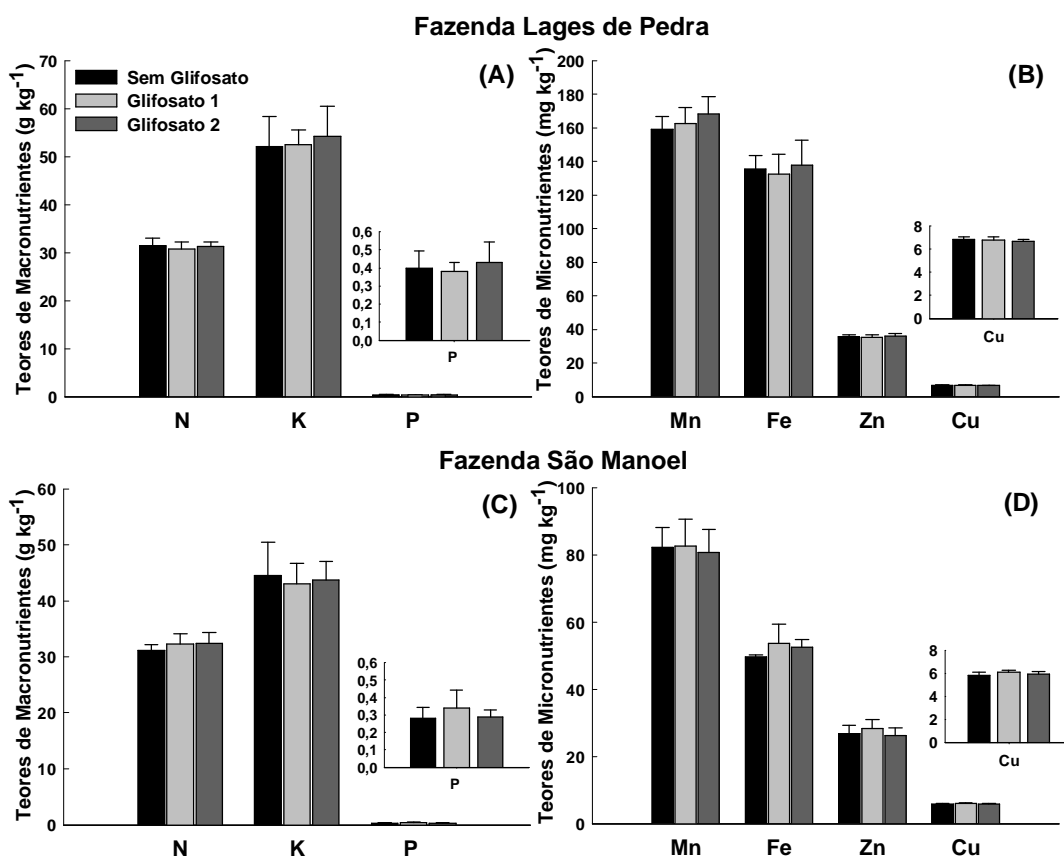 Fazenda Lages de Pedra
(A)
Teores de Macronutrientes (g kg⁻¹)
70
60
50
40
30
20
10
0
Sem Glifosato
Glifosato 1
Glifosato 2
0,6
0,5
0,4
0,3
0,2
0,1
0,0
P
N K P
(B)
Teores de Micronutrientes (mg kg⁻¹)
200
180
160
140
120
100
80
60
40
20
0
8
6
4
2
0
Cu
Mn Fe Zn Cu
Fazenda São Manoel
(C)
Teores de Macronutrientes (g kg⁻¹)
60
50
40
30
20
10
0
0,6
0,5
0,4
0,3
0,2
0,1
0,0
P
N K P
(D)
Teores de Micronutrientes (mg kg⁻¹)
100
80
60
40
20
0
8
6
4
2
0
Cu
Mn Fe Zn Cu